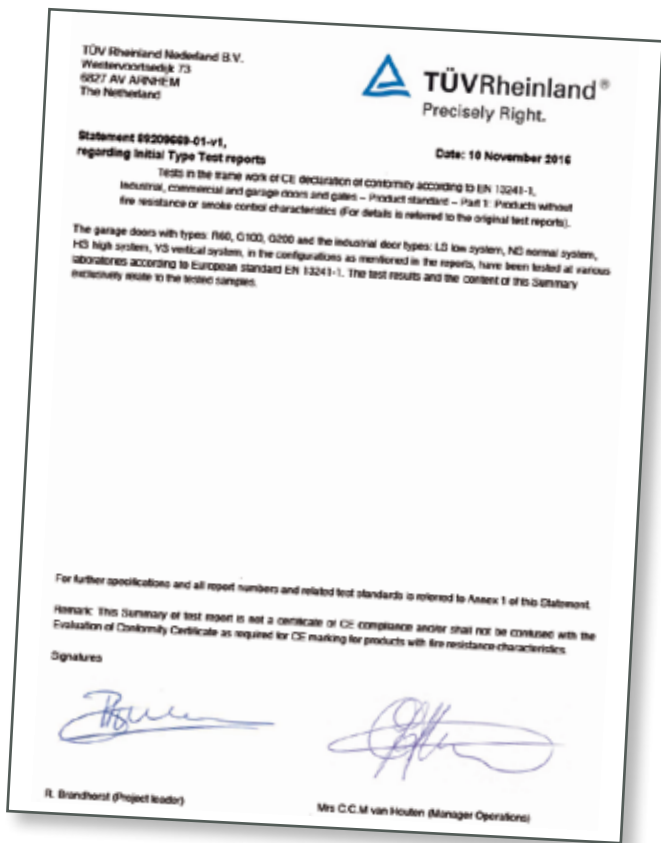 TÜV Rheinland Nederland B.V.
Westervoortsedijk 73
6827 AV ARNHEM
The Netherland
TÜVRheinland®
Precisely Right.
Statement 89209669-01-v1,
regarding Initial Type Test reports
Date: 10 November 2016
Tests in the frame work of CE declaration of conformity according to EN 13241-1,
Industrial, commercial and garage doors and gates – Product standard – Part 1: Products without
fire resistance or smoke control characteristics (For details is referred to the original test reports).
The garage doors with types: R60, G100, G200 and the industrial door types: LS low system, NS normal system,
HS high system, VS vertical system, in the configurations as mentioned in the reports, have been tested at various
laboratories according to European standard EN 13241-1. The test results and the content of this Summary
exclusively relate to the tested samples.
For further specifications and all report numbers and related test standards is referred to Annex 1 of this Statement.
Remark: This Summary of test report is not a certificate of CE compliance and/or shall not be confused with the
Evaluation of Conformity Certificate as required for CE marking for products with fire resistance characteristics.
Signatures
R. Brandhorst (Project leader)
Mrs C.C.M van Houten (Manager Operations)